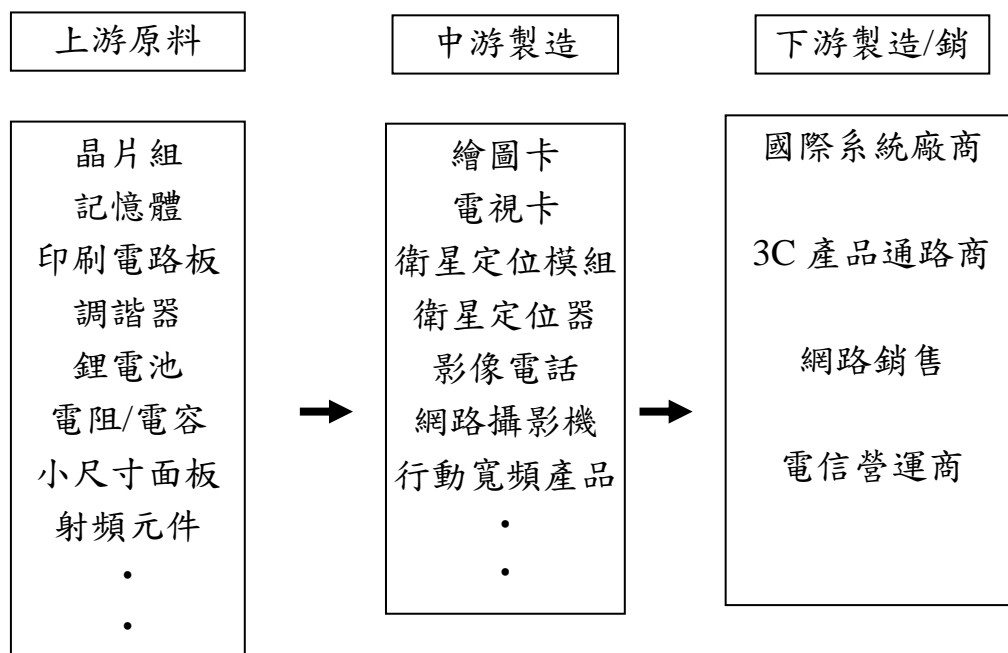 上游原料
中游製造
下游製造/銷
晶片組
記憶體
印刷電路板
調諧器
鋰電池
電阻/電容
小尺寸面板
射頻元件
•
•
繪圖卡
電視卡
衛星定位模組
衛星定位器
影像電話
網路攝影機
行動寬頻產品
•
•
國際系統廠商
3C 產品通路商
網路銷售
電信營運商